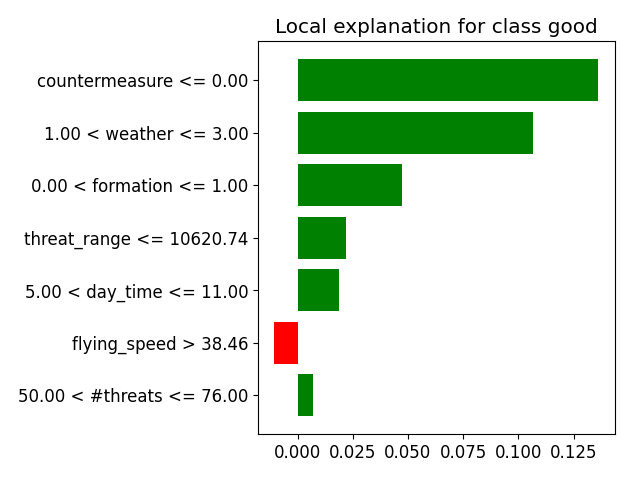 Local explanation for class good
countermeasure <= 0.00
1.00 < weather <= 3.00
0.00 < formation <= 1.00
threat_range <= 10620.74
5.00 < day_time <= 11.00
flying_speed > 38.46
50.00 < #threats <= 76.00
0.000 0.025 0.050 0.075 0.100 0.125